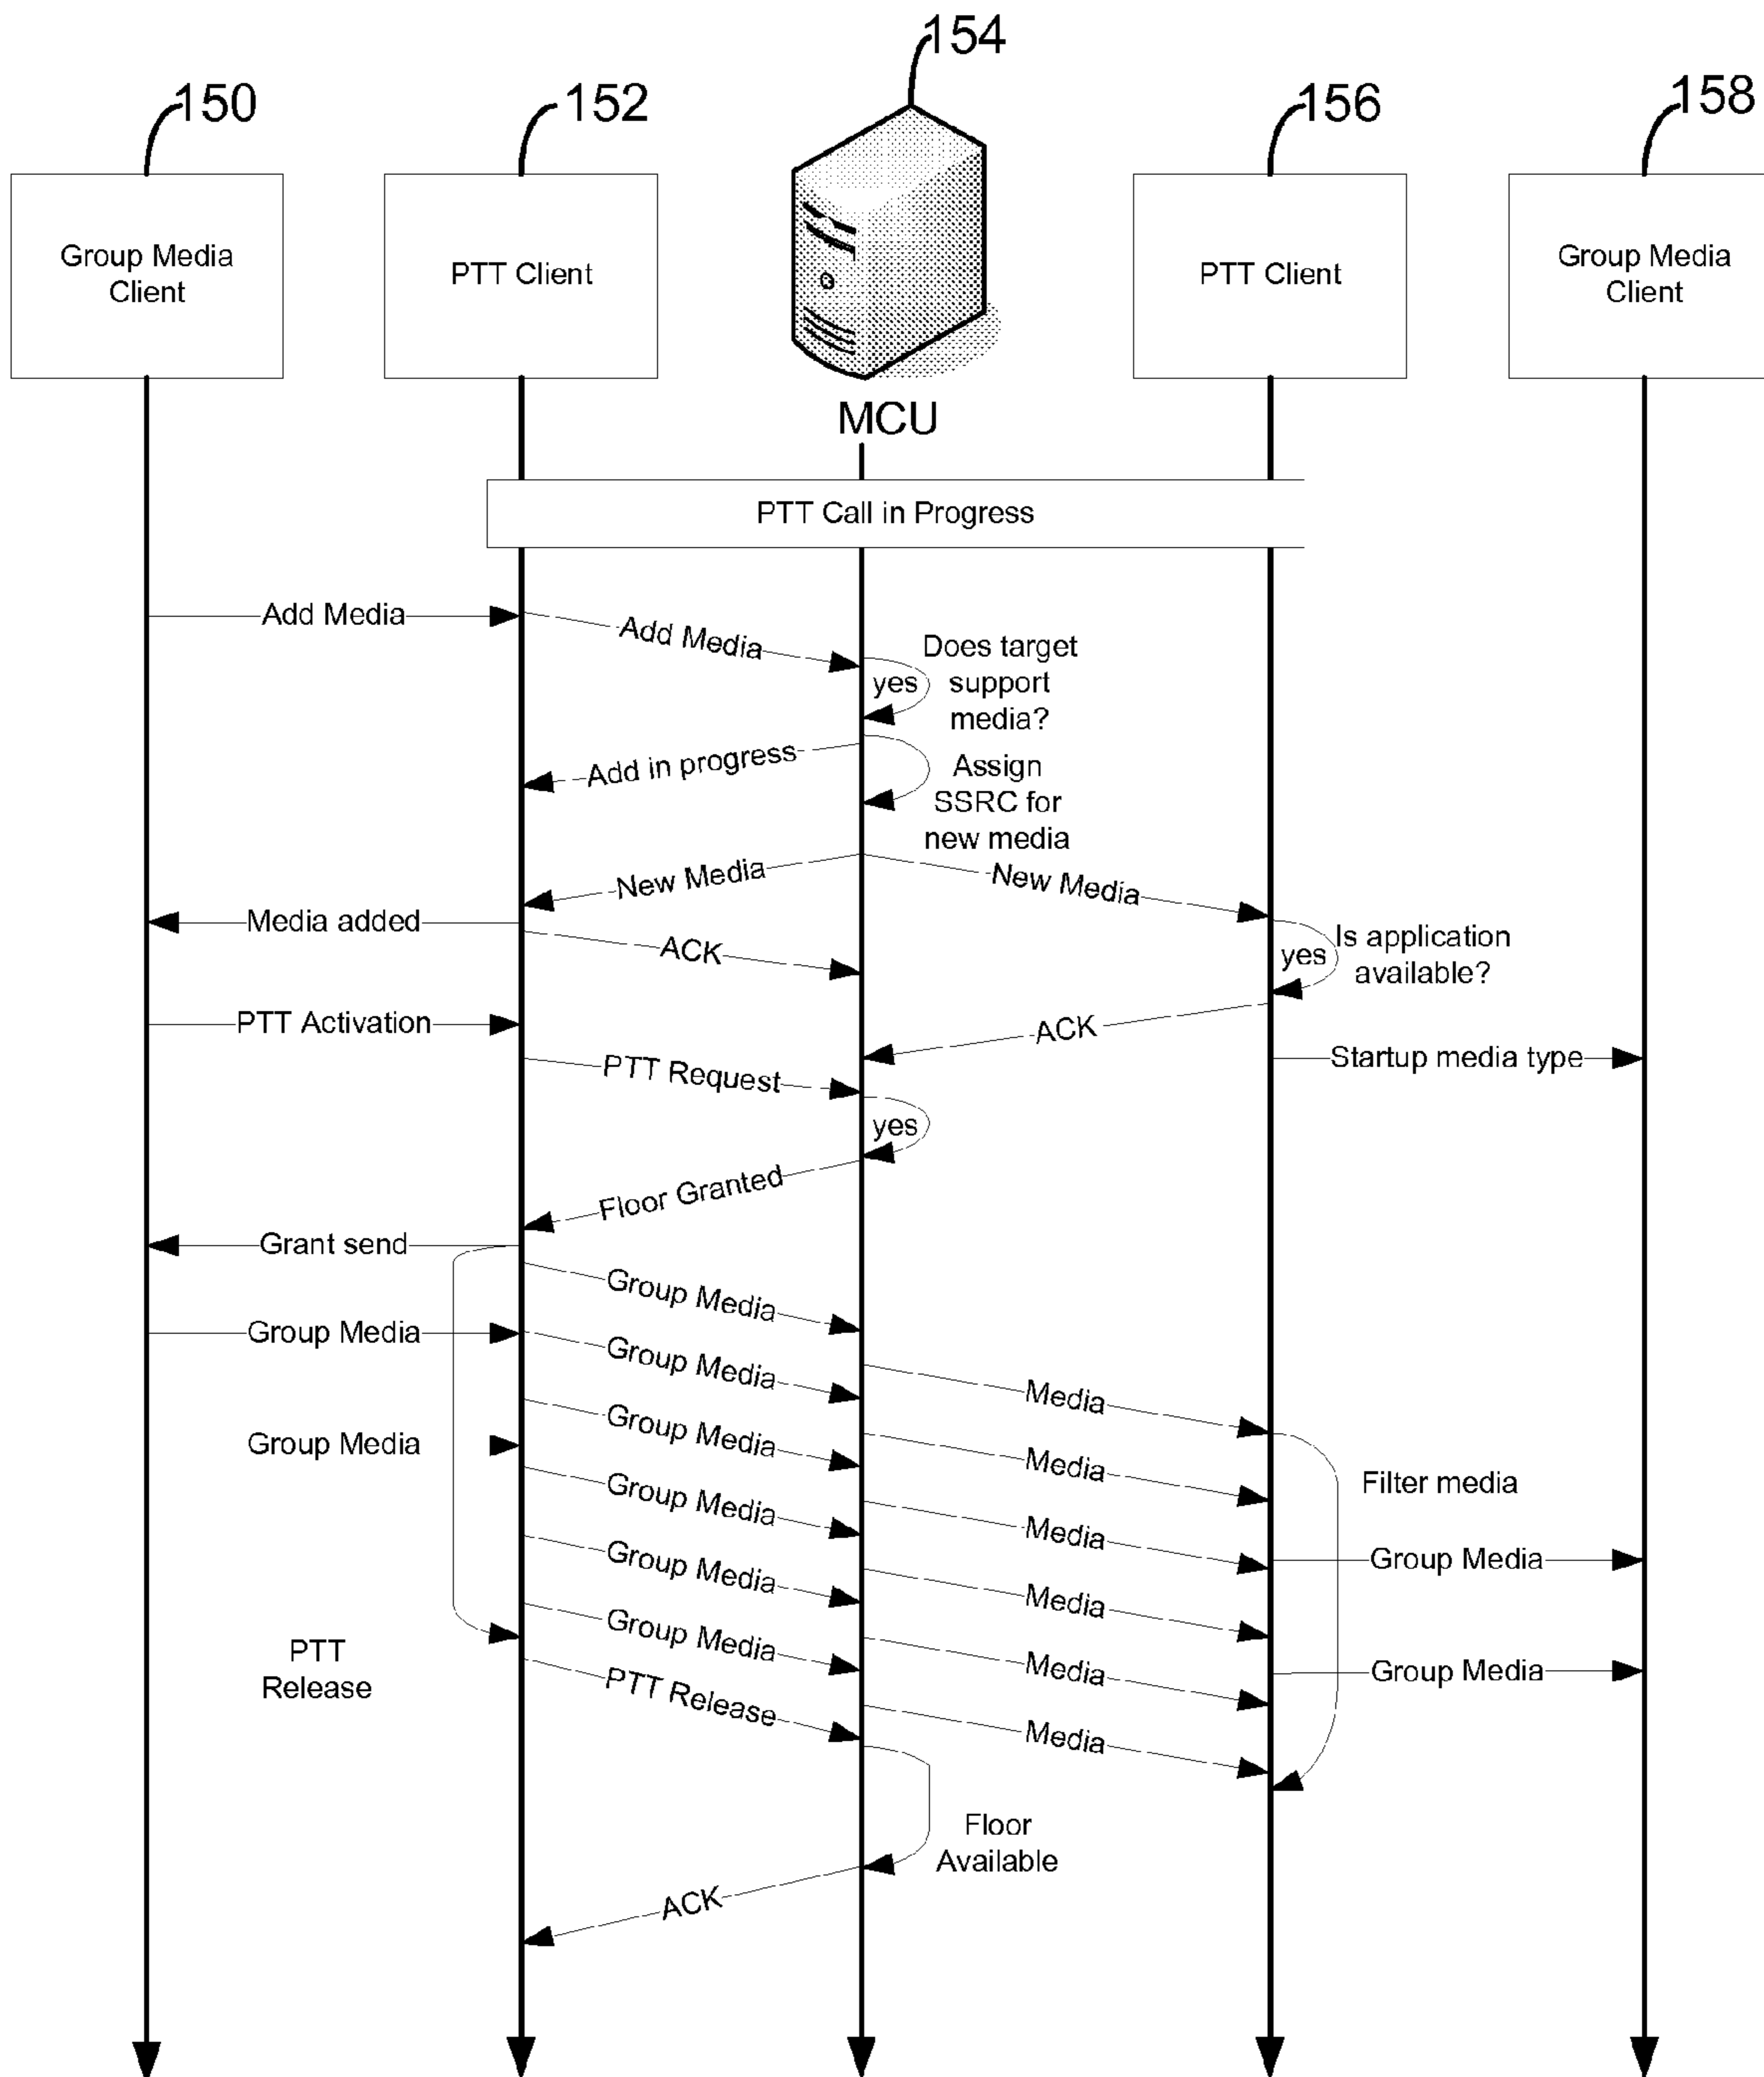 154
150
152
156
158
Group Media
Client
PTT Client
PTT Client
Group Media
Client
MCU
PTT Call in Progress
Add Media
Add Media
Does target
support
media?
yes
Add in progress
Assign
SSRC for
new media
New Media
New Media
Media added
ACK
Is application
available?
yes
PTT Activation
ACK
Startup media type
PTT Request
yes
Floor Granted
Grant send
Group Media
Group Media
Group Media
Media
Group Media
Group Media
Media
Filter media
Group Media
Media
Group Media
Group Media
Media
Group Media
PTT
Release
Media
Group Media
PTT Release
Media
Floor
Available
ACK